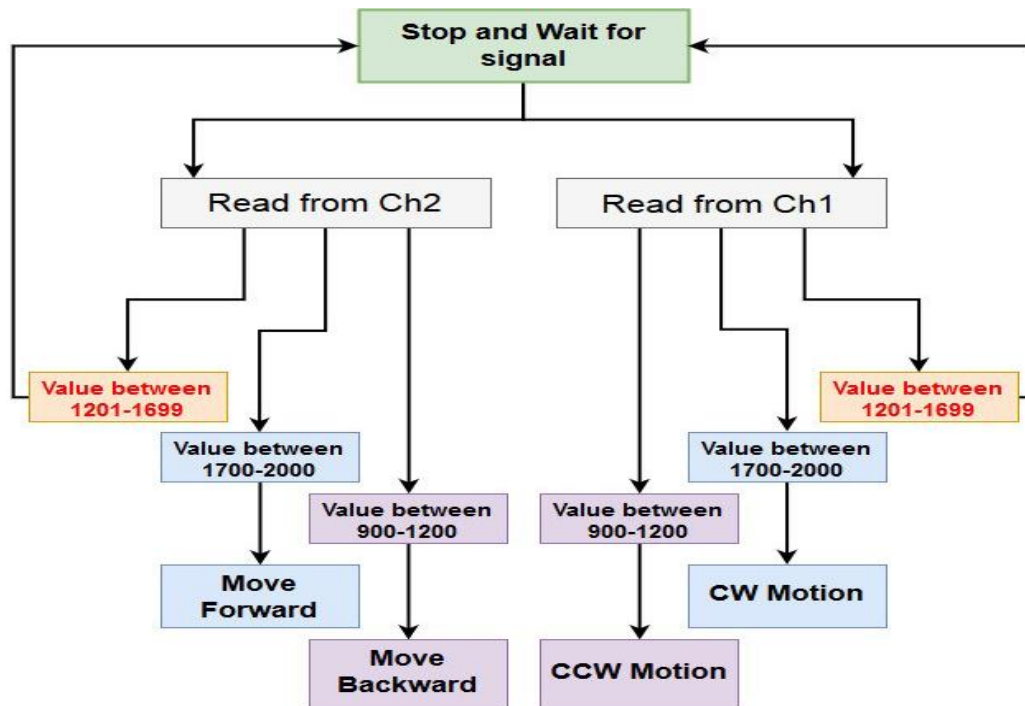 Stop and Wait for
signal
Read from Ch2
Read from Ch1
Value between
1201-1699
Value between
1201-1699
Value between
1700-2000
Value between
1700-2000
Value between
900-1200
Value between
900-1200
Move
Forward
CW Motion
Move
Backward
CCW Motion